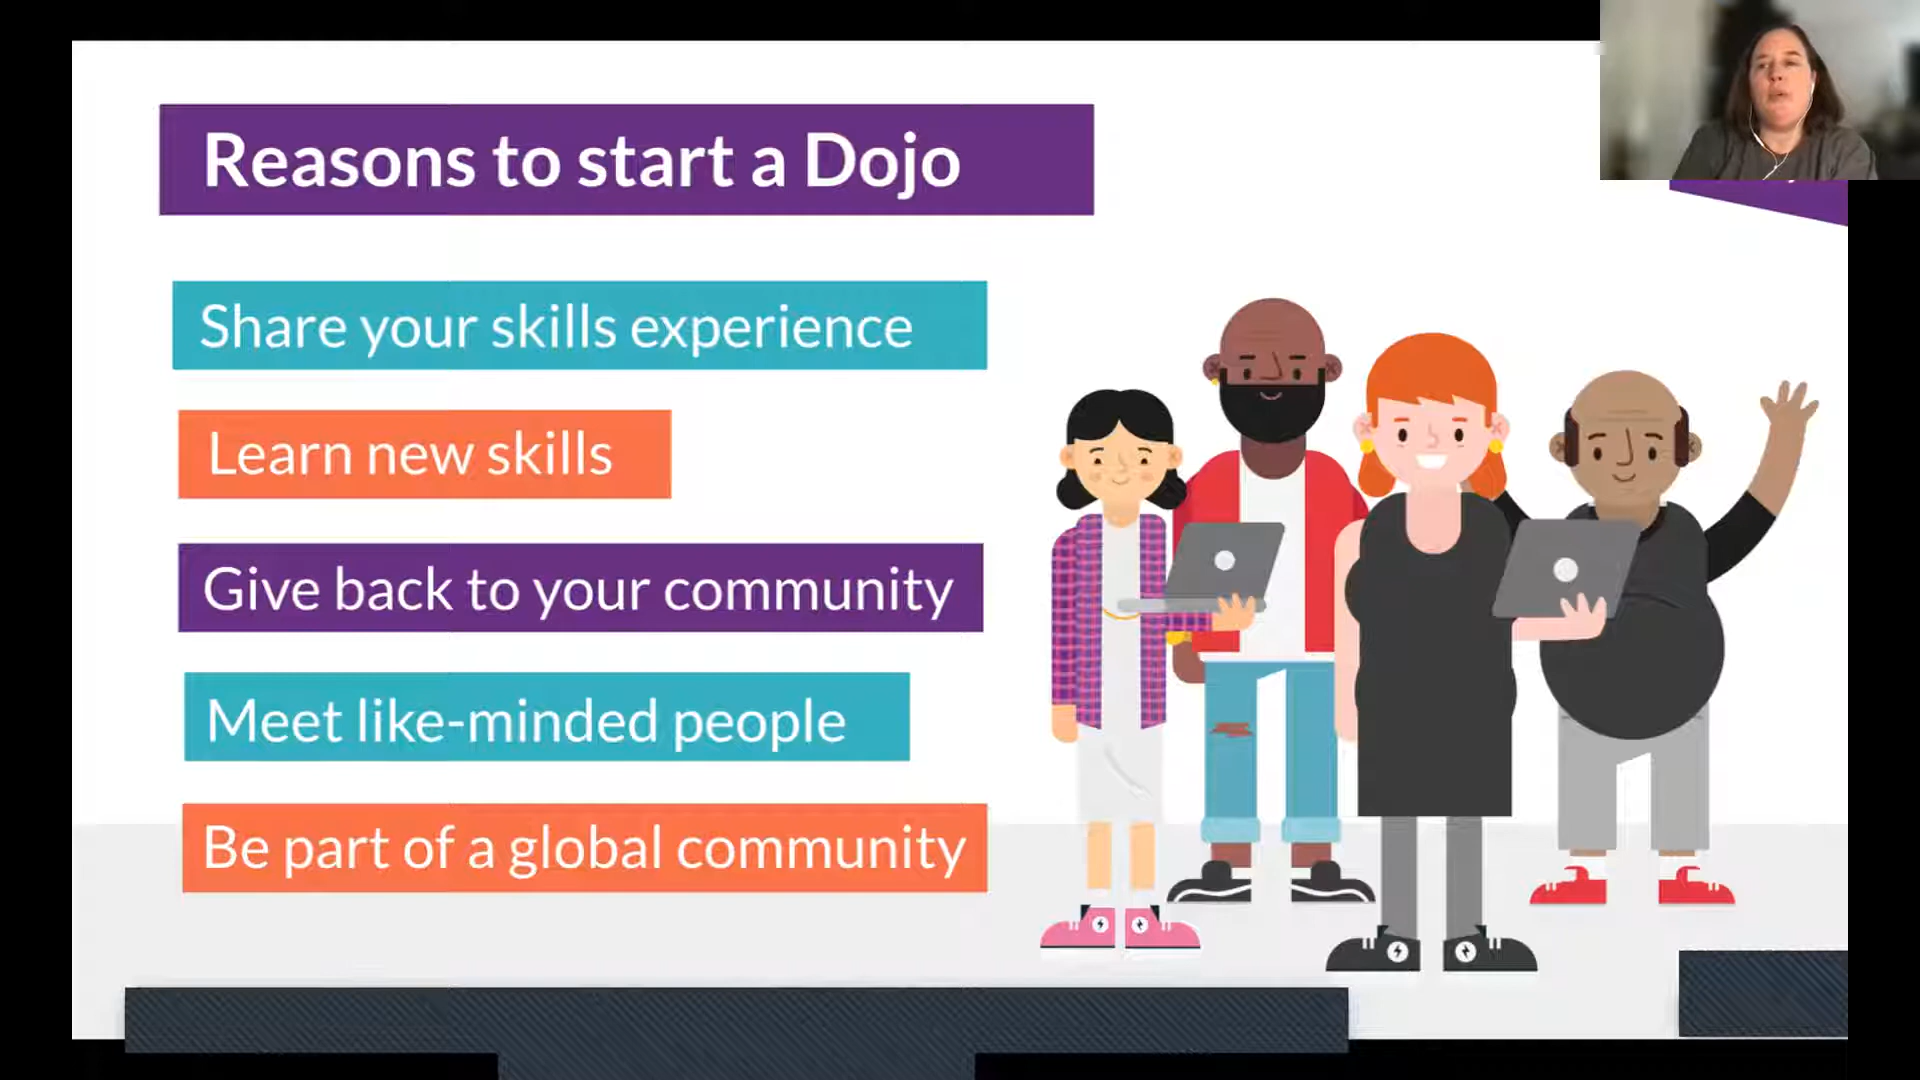 Reasons to start a Dojo
Share your skills experience
Learn new skills
Give back to your community
Meet like-minded people
Be part of a global community